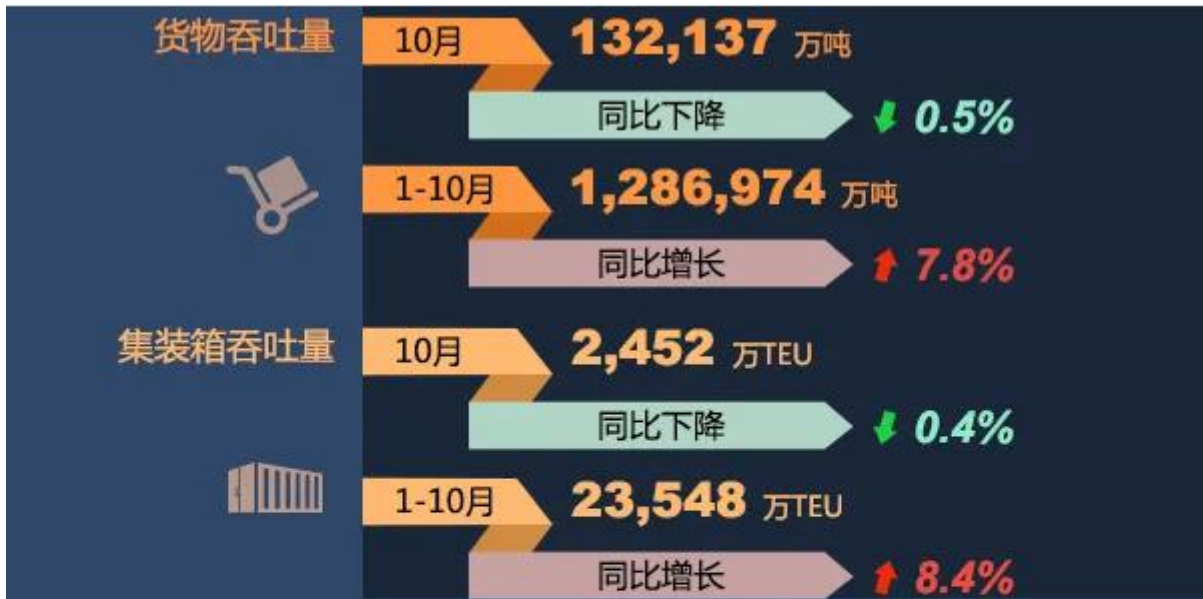 货物吞吐量 10月 132,137 万吨
同比下降 0.5%
1-10月 1,286,974 万吨
同比增长 7.8%
集装箱吞吐量 10月 2,452 万TEU
同比下降 0.4%
1-10月 23,548 万TEU
同比增长 8.4%